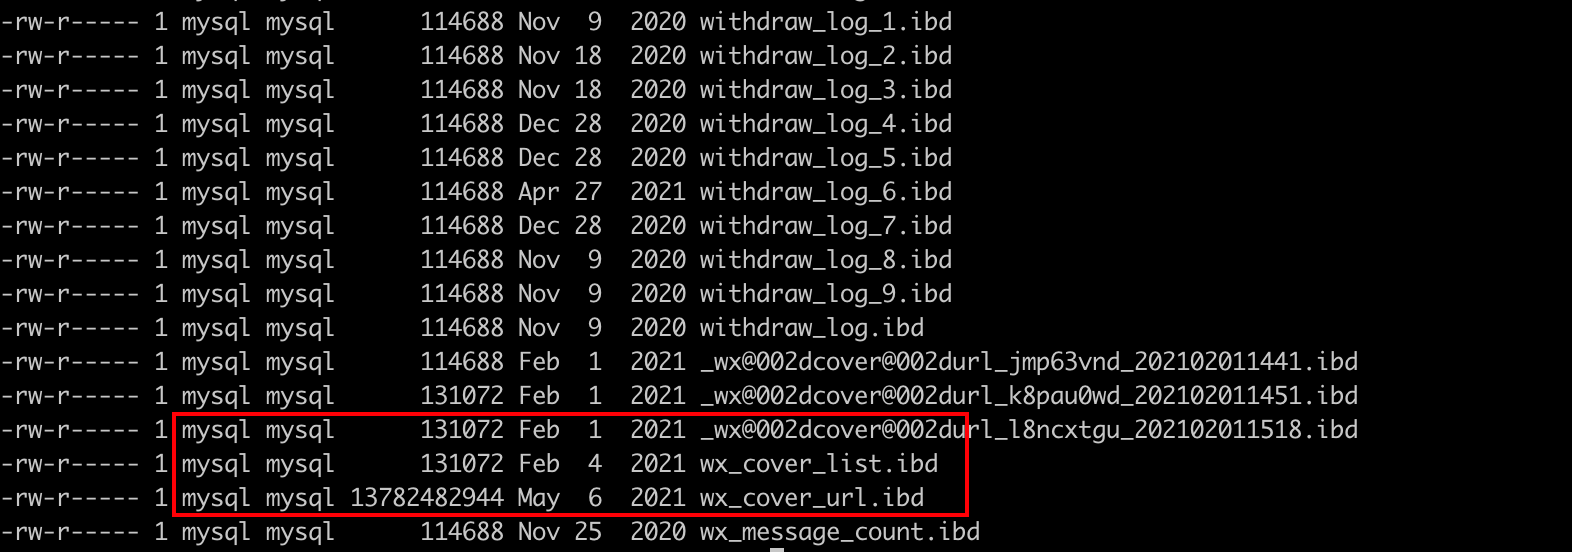 -rw-r----- 1 mysql mysql 114688 Nov 9 2020 withdraw_log_1.ibd
-rw-r----- 1 mysql mysql 114688 Nov 18 2020 withdraw_log_2.ibd
-rw-r----- 1 mysql mysql 114688 Nov 18 2020 withdraw_log_3.ibd
-rw-r----- 1 mysql mysql 114688 Dec 28 2020 withdraw_log_4.ibd
-rw-r----- 1 mysql mysql 114688 Dec 28 2020 withdraw_log_5.ibd
-rw-r----- 1 mysql mysql 114688 Apr 27 2021 withdraw_log_6.ibd
-rw-r----- 1 mysql mysql 114688 Dec 28 2020 withdraw_log_7.ibd
-rw-r----- 1 mysql mysql 114688 Nov 9 2020 withdraw_log_8.ibd
-rw-r----- 1 mysql mysql 114688 Nov 9 2020 withdraw_log_9.ibd
-rw-r----- 1 mysql mysql 114688 Nov 9 2020 withdraw_log.ibd
-rw-r----- 1 mysql mysql 114688 Feb 1 2021 _wx@002dcover@002durl_jmp63vnd_202102011441.ibd
-rw-r----- 1 mysql mysql 131072 Feb 1 2021 _wx@002dcover@002durl_k8pau0wd_202102011451.ibd
-rw-r----- 1 mysql mysql 131072 Feb 1 2021 _wx@002dcover@002durl_l8ncxtgu_202102011518.ibd
-rw-r----- 1 mysql mysql 131072 Feb 4 2021 wx_cover_list.ibd
-rw-r----- 1 mysql mysql 13782482944 May 6 2021 wx_cover_url.ibd
-rw-r----- 1 mysql mysql 114688 Nov 25 2020 wx_message_count.ibd